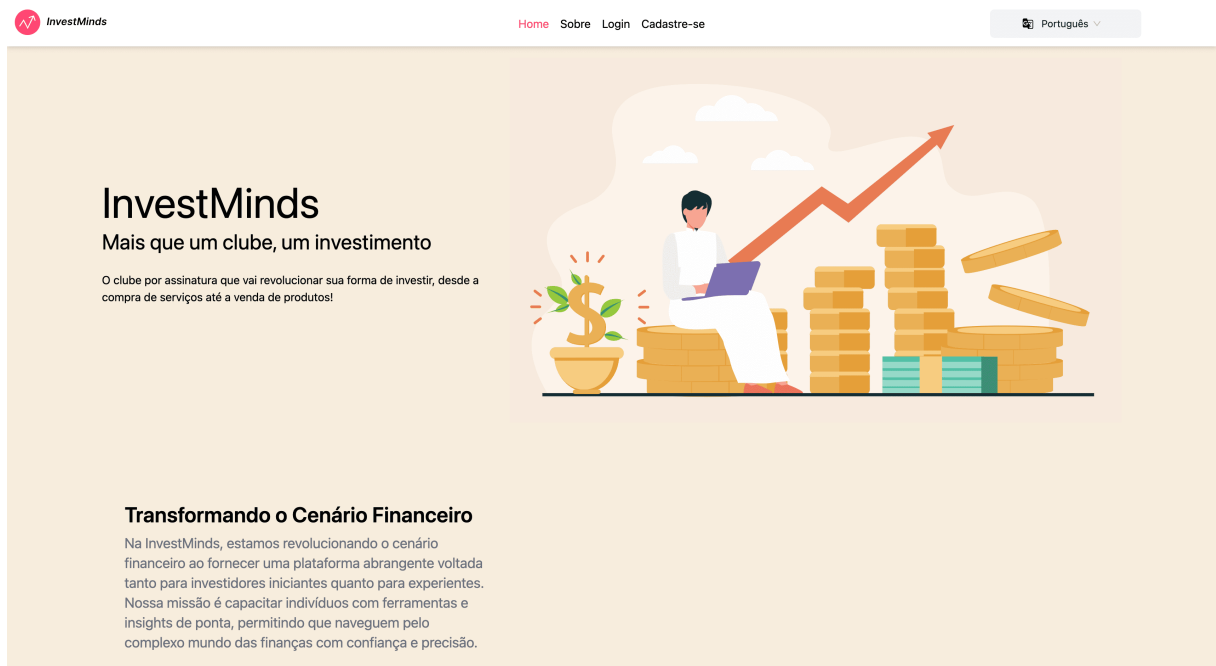 InvestMinds
Home Sobre Login Cadastre-se
Português
InvestMinds
Mais que um clube, um investimento
O clube por assinatura que vai revolucionar sua forma de investir, desde a
compra de serviços até a venda de produtos!
$
Transformando o Cenário Financeiro
Na InvestMinds, estamos revolucionando o cenário
financeiro ao fornecer uma plataforma abrangente voltada
tanto para investidores iniciantes quanto para experientes.
Nossa missão é capacitar indivíduos com ferramentas e
insights de ponta, permitindo que naveguem pelo
complexo mundo das finanças com confiança e precisão.